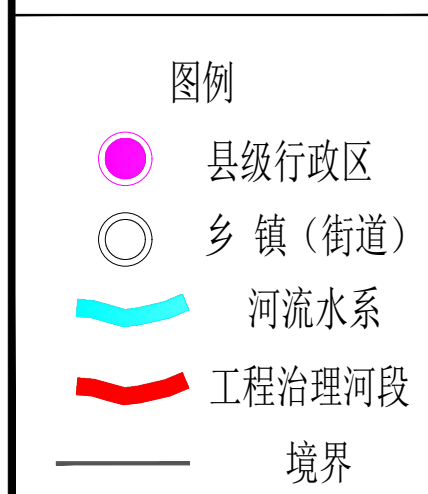 图例
县级行政区
乡 镇（街道）
河流水系
工程治理河段
境界